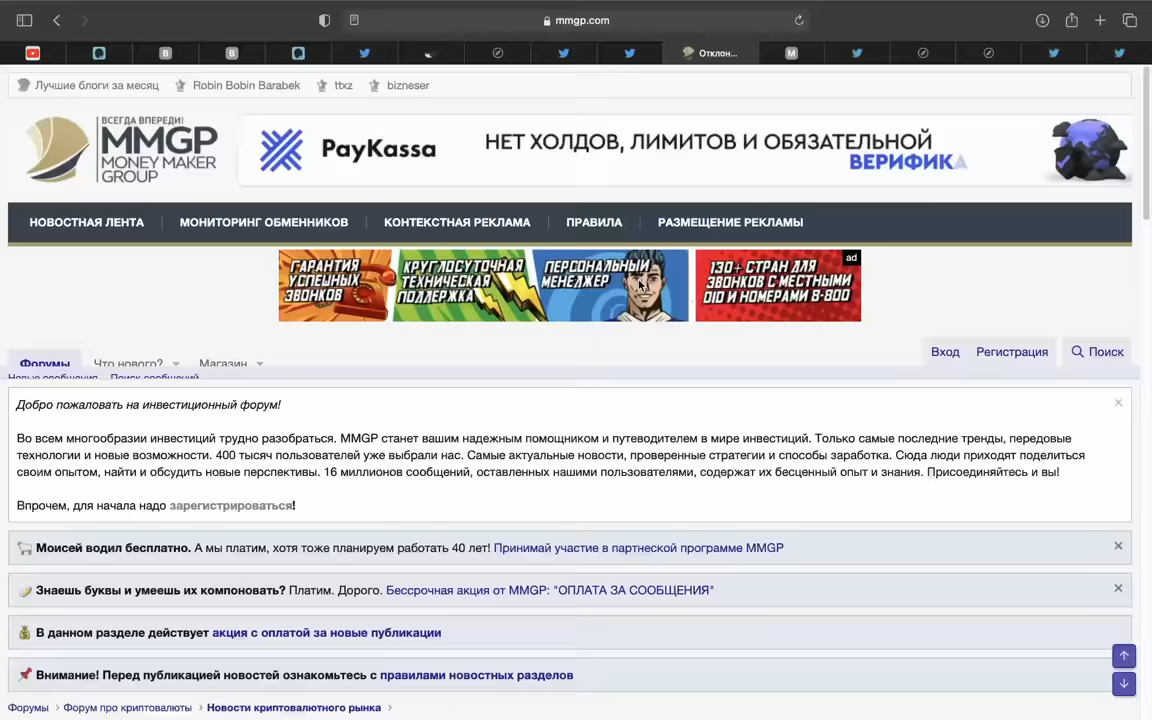 mmgp.com
Отклон...
Лучшие блоги за месяц Robin Bobin Barabek ttxz bizneser
ВСЕГДА ВПЕРЕДИ!
MMGP
MONEY MAKER
GROUP
PayKassa
НЕТ ХОЛДОВ, ЛИМИТОВ И ОБЯЗАТЕЛЬНОЙ
ВЕРИФИКА
НОВОСТНАЯ ЛЕНТА МОНИТОРИНГ ОБМЕННИКОВ КОНТЕКСТНАЯ РЕКЛАМА ПРАВИЛА РАЗМЕЩЕНИЕ РЕКЛАМЫ
ГАРАНТИЯ
УСПЕШНЫХ
ЗВОНКОВ
КРУГЛОСУТОЧНАЯ
ТЕХНИЧЕСКАЯ
ПОДДЕРЖКА
ПЕРСОНАЛЬНЫЙ
МЕНЕДЖЕР
130+ СТРАН ДЛЯ
ЗВОНКОВ С МЕСТНЫМИ
DID И НОМЕРАМИ 8-800
ad
Форумы Что нового? Магазин Вход Регистрация Поиск
Новые сообщения Поиск сообщений
Добро пожаловать на инвестиционный форум!
Во всем многообразии инвестиций трудно разобраться. MMGP станет вашим надежным помощником и путеводителем в мире инвестиций. Только самые последние тренды, передовые
технологии и новые возможности. 400 тысяч пользователей уже выбрали нас. Самые актуальные новости, проверенные стратегии и способы заработка. Сюда люди приходят поделиться
своим опытом, найти и обсудить новые перспективы. 16 миллионов сообщений, оставленных нашими пользователями, содержат их бесценный опыт и знания. Присоединяйтесь и вы!
Впрочем, для начала надо зарегистрироваться!
Моисей водил бесплатно. А мы платим, хотя тоже планируем работать 40 лет! Принимай участие в партнеской программе MMGP
Знаешь буквы и умеешь их компоновать? Платим. Дорого. Бессрочная акция от MMGP: "ОПЛАТА ЗА СООБЩЕНИЯ"
В данном разделе действует акция с оплатой за новые публикации
Внимание! Перед публикацией новостей ознакомьтесь с правилами новостных разделов
Форумы Форум про криптовалюты Новости криптовалютного рынка